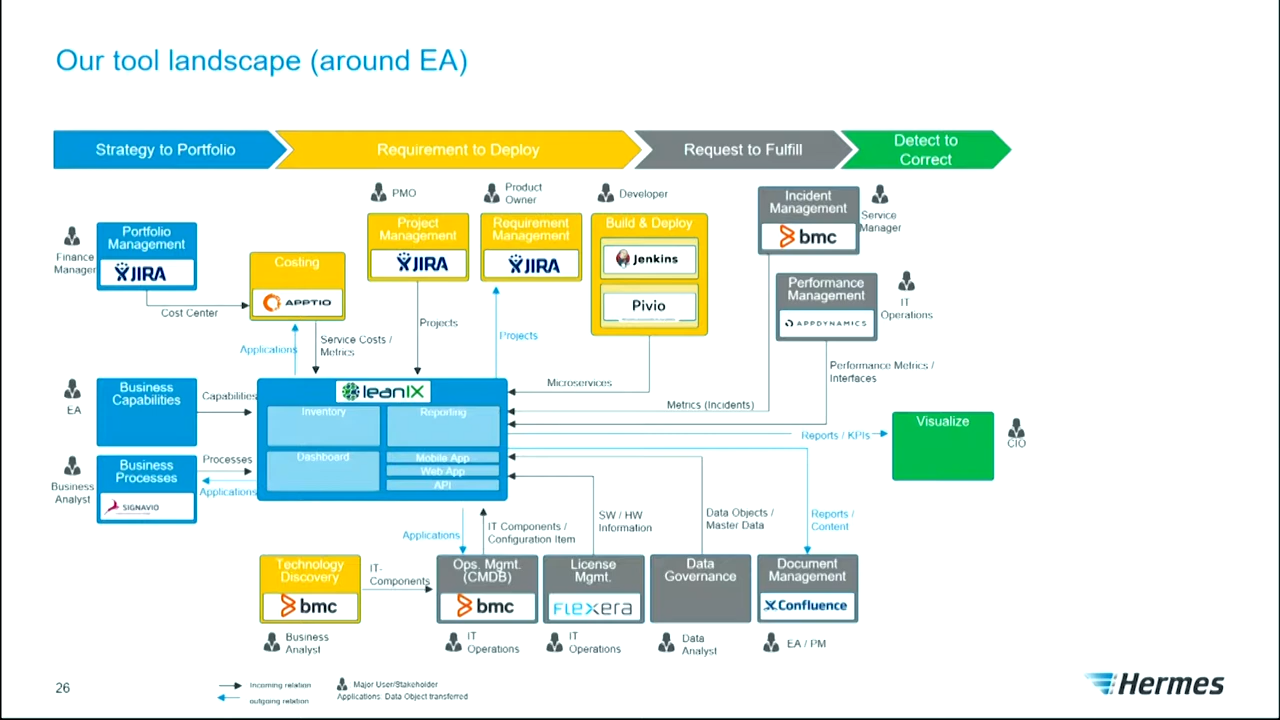 Our tool landscape (around EA)
Strategy to Portfolio
Requirement to Deploy
Request to Fulfill
Detect to
Correct
PMO
Product
Owner
Developer
Finance
Manager
Portfolio
Management
JIRA
Cost Center
Costing
APPTIO
Project
Management
JIRA
Requirement
Management
JIRA
Build & Deploy
Jenkins
Pivio
Incident
Management
bmc
Service
Manager
Performance
Management
APPDYNAMICS
IT
Operations
Applications
Service Costs /
Metrics
Projects
Projects
Microservices
Metrics (Incidents)
Performance Metrics /
Interfaces
EA
Business
Capabilities
Capabilities
leanIX
Inventory
Reporting
Dashboard
Mobile App
Web App
API
Reports / KPIs
Visualize
CIO
Business
Analyst
Business
Processes
SIGNAVIO
Processes
Applications
Applications
IT Components /
Configuration Item
SW / HW
Information
Data Objects /
Master Data
Reports /
Content
Technology
Discovery
bmc
IT-
Components
Ops. Mgmt.
(CMDB)
bmc
License
Mgmt.
FLEXERA
Data
Governance
Document
Management
Confluence
Business
Analyst
IT
Operations
IT
Operations
Data
Analyst
EA / PM
26
Incoming relation
outgoing relation
Major User/Stakeholder
Applications Data Object transferred
Hermes